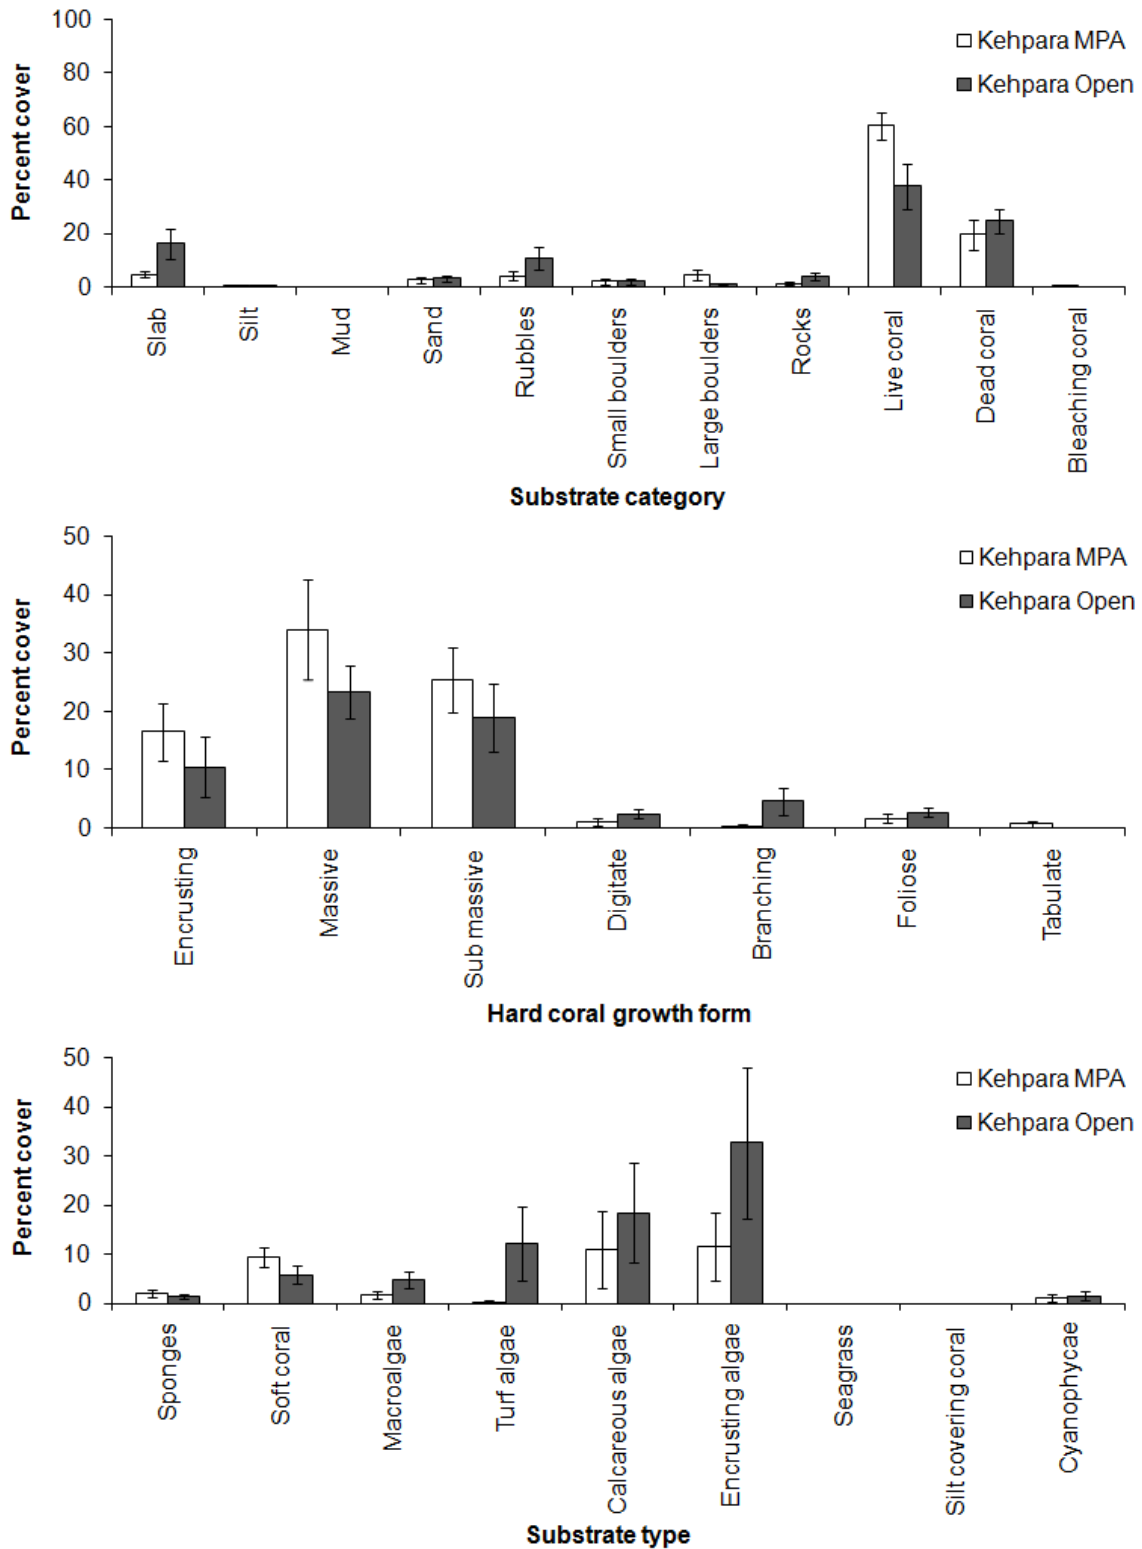 100
80
60
40
20
0
Percent cover
Kehpara MPA
Kehpara Open
Slab
Silt
Mud
Sand
Rubbles
Small boulders
Large boulders
Rocks
Live coral
Dead coral
Bleaching coral
Substrate category
50
40
30
20
10
0
Percent cover
Kehpara MPA
Kehpara Open
Encrusting
Massive
Sub massive
Digitate
Branching
Foliose
Tabulate
Hard coral growth form
50
40
30
20
10
0
Percent cover
Kehpara MPA
Kehpara Open
Sponges
Soft coral
Macroalgae
Turf algae
Calcareous algae
Encrusting algae
Seagrass
Silt covering coral
Cyanophycae
Substrate type